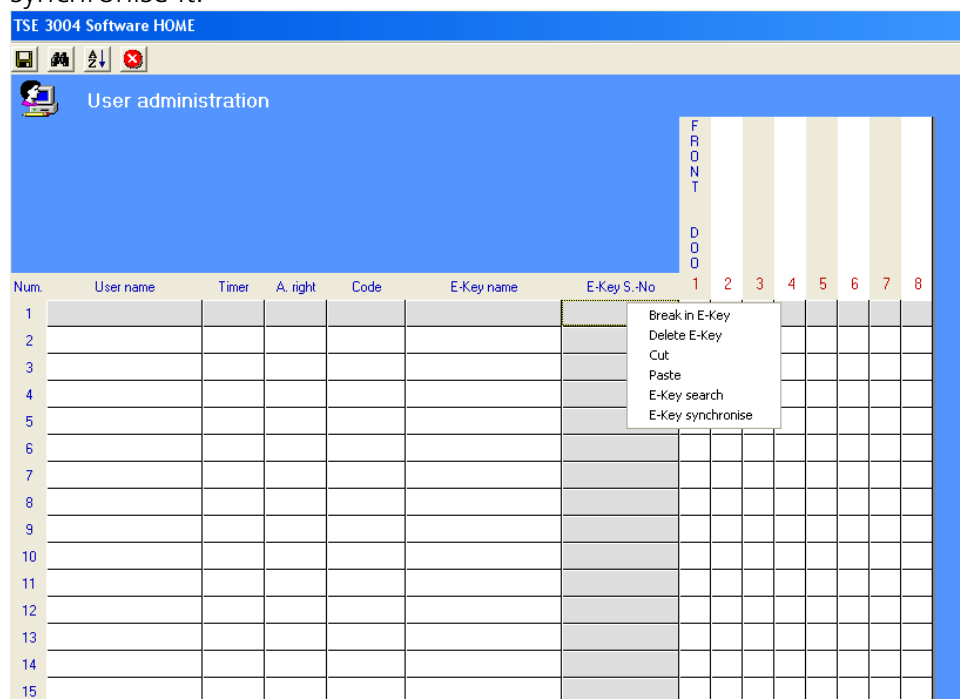 synchronise it.
TSE 3004 Software HOME
User administration
FRONT DOO
Num. User name Timer A. right Code E-Key name E-Key S.-No 1 2 3 4 5 6 7 8
1
Break in E-Key
2
Delete E-Key
Cut
3
Paste
4
E-Key search
5
E-Key synchronise
6
7
8
9
10
11
12
13
14
15